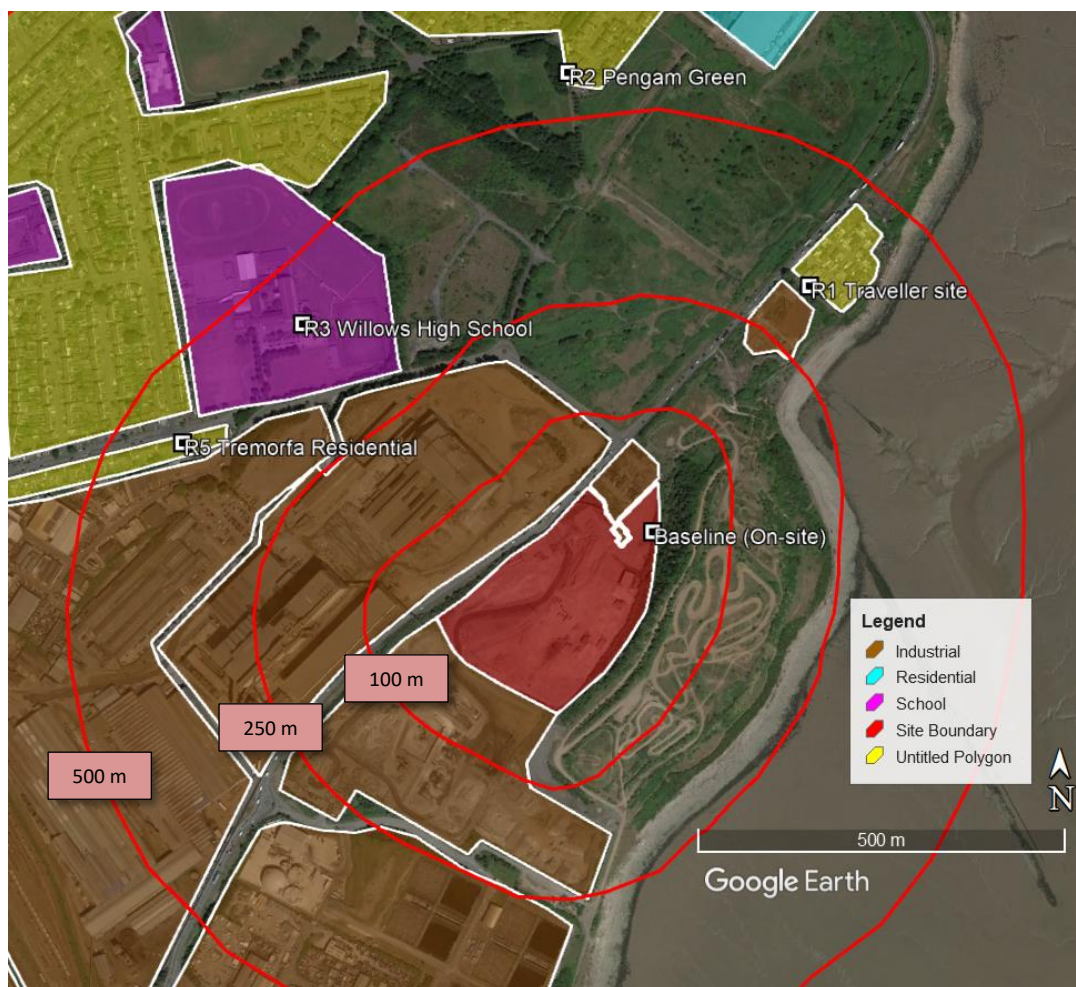 R2 Pengam Green
R1 Traveller site
R3 Willows High School
R5 Tremorfa Residential
Baseline (On-site)
100 m
250 m
500 m
Legend
Industrial
Residential
School
Site Boundary
Untitled Polygon
N
500 m
Google Earth